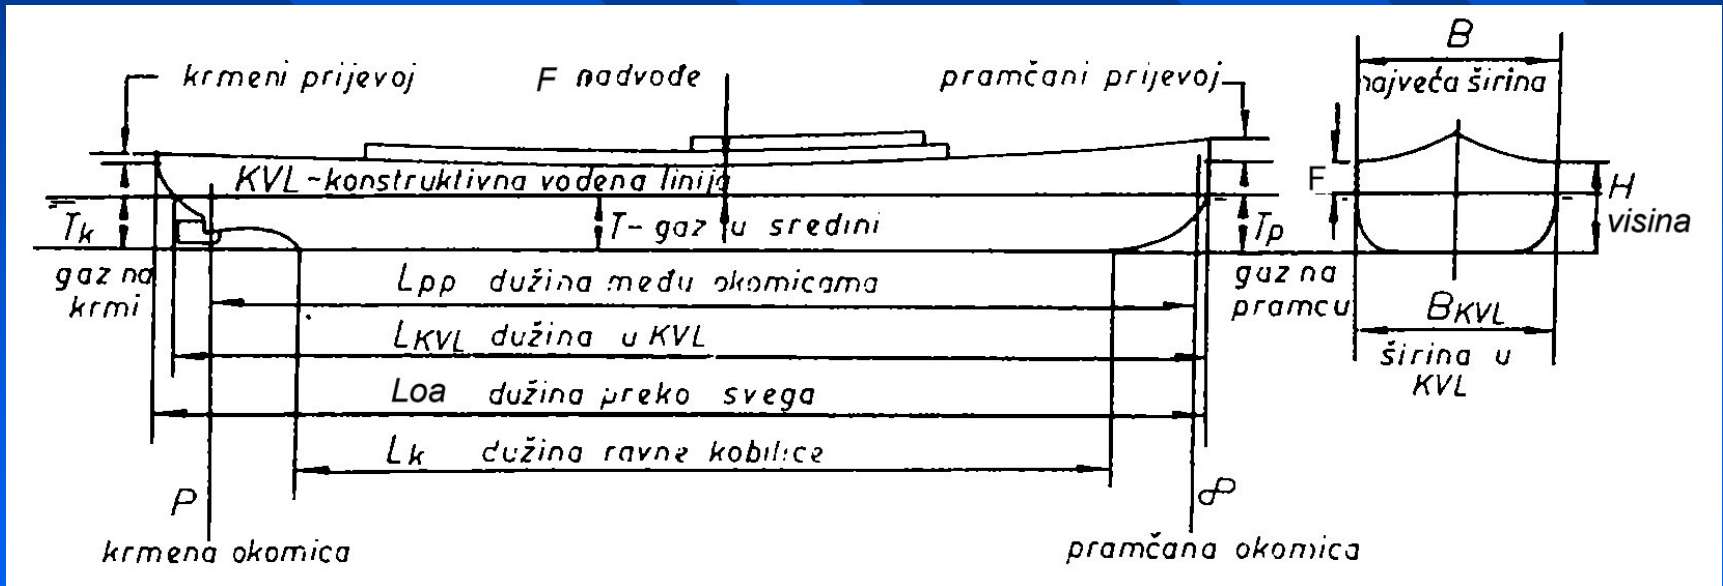 krmeni prijevoj
F nadvođe
pramčani prijevoj
B
najveća širina
KVL-konstruktivna vodena linija
F
H
visina
Tk
T- gaz u sredini
Tp
gaz na
krmi
gaz na
pramcu
Lpp dužina među okomicama
BKVL
širina u
KVL
LKVL dužina u KVL
Loa dužina preko svega
Lk dužina ravne kobilice
P
krmena okomica
pramčana okomica